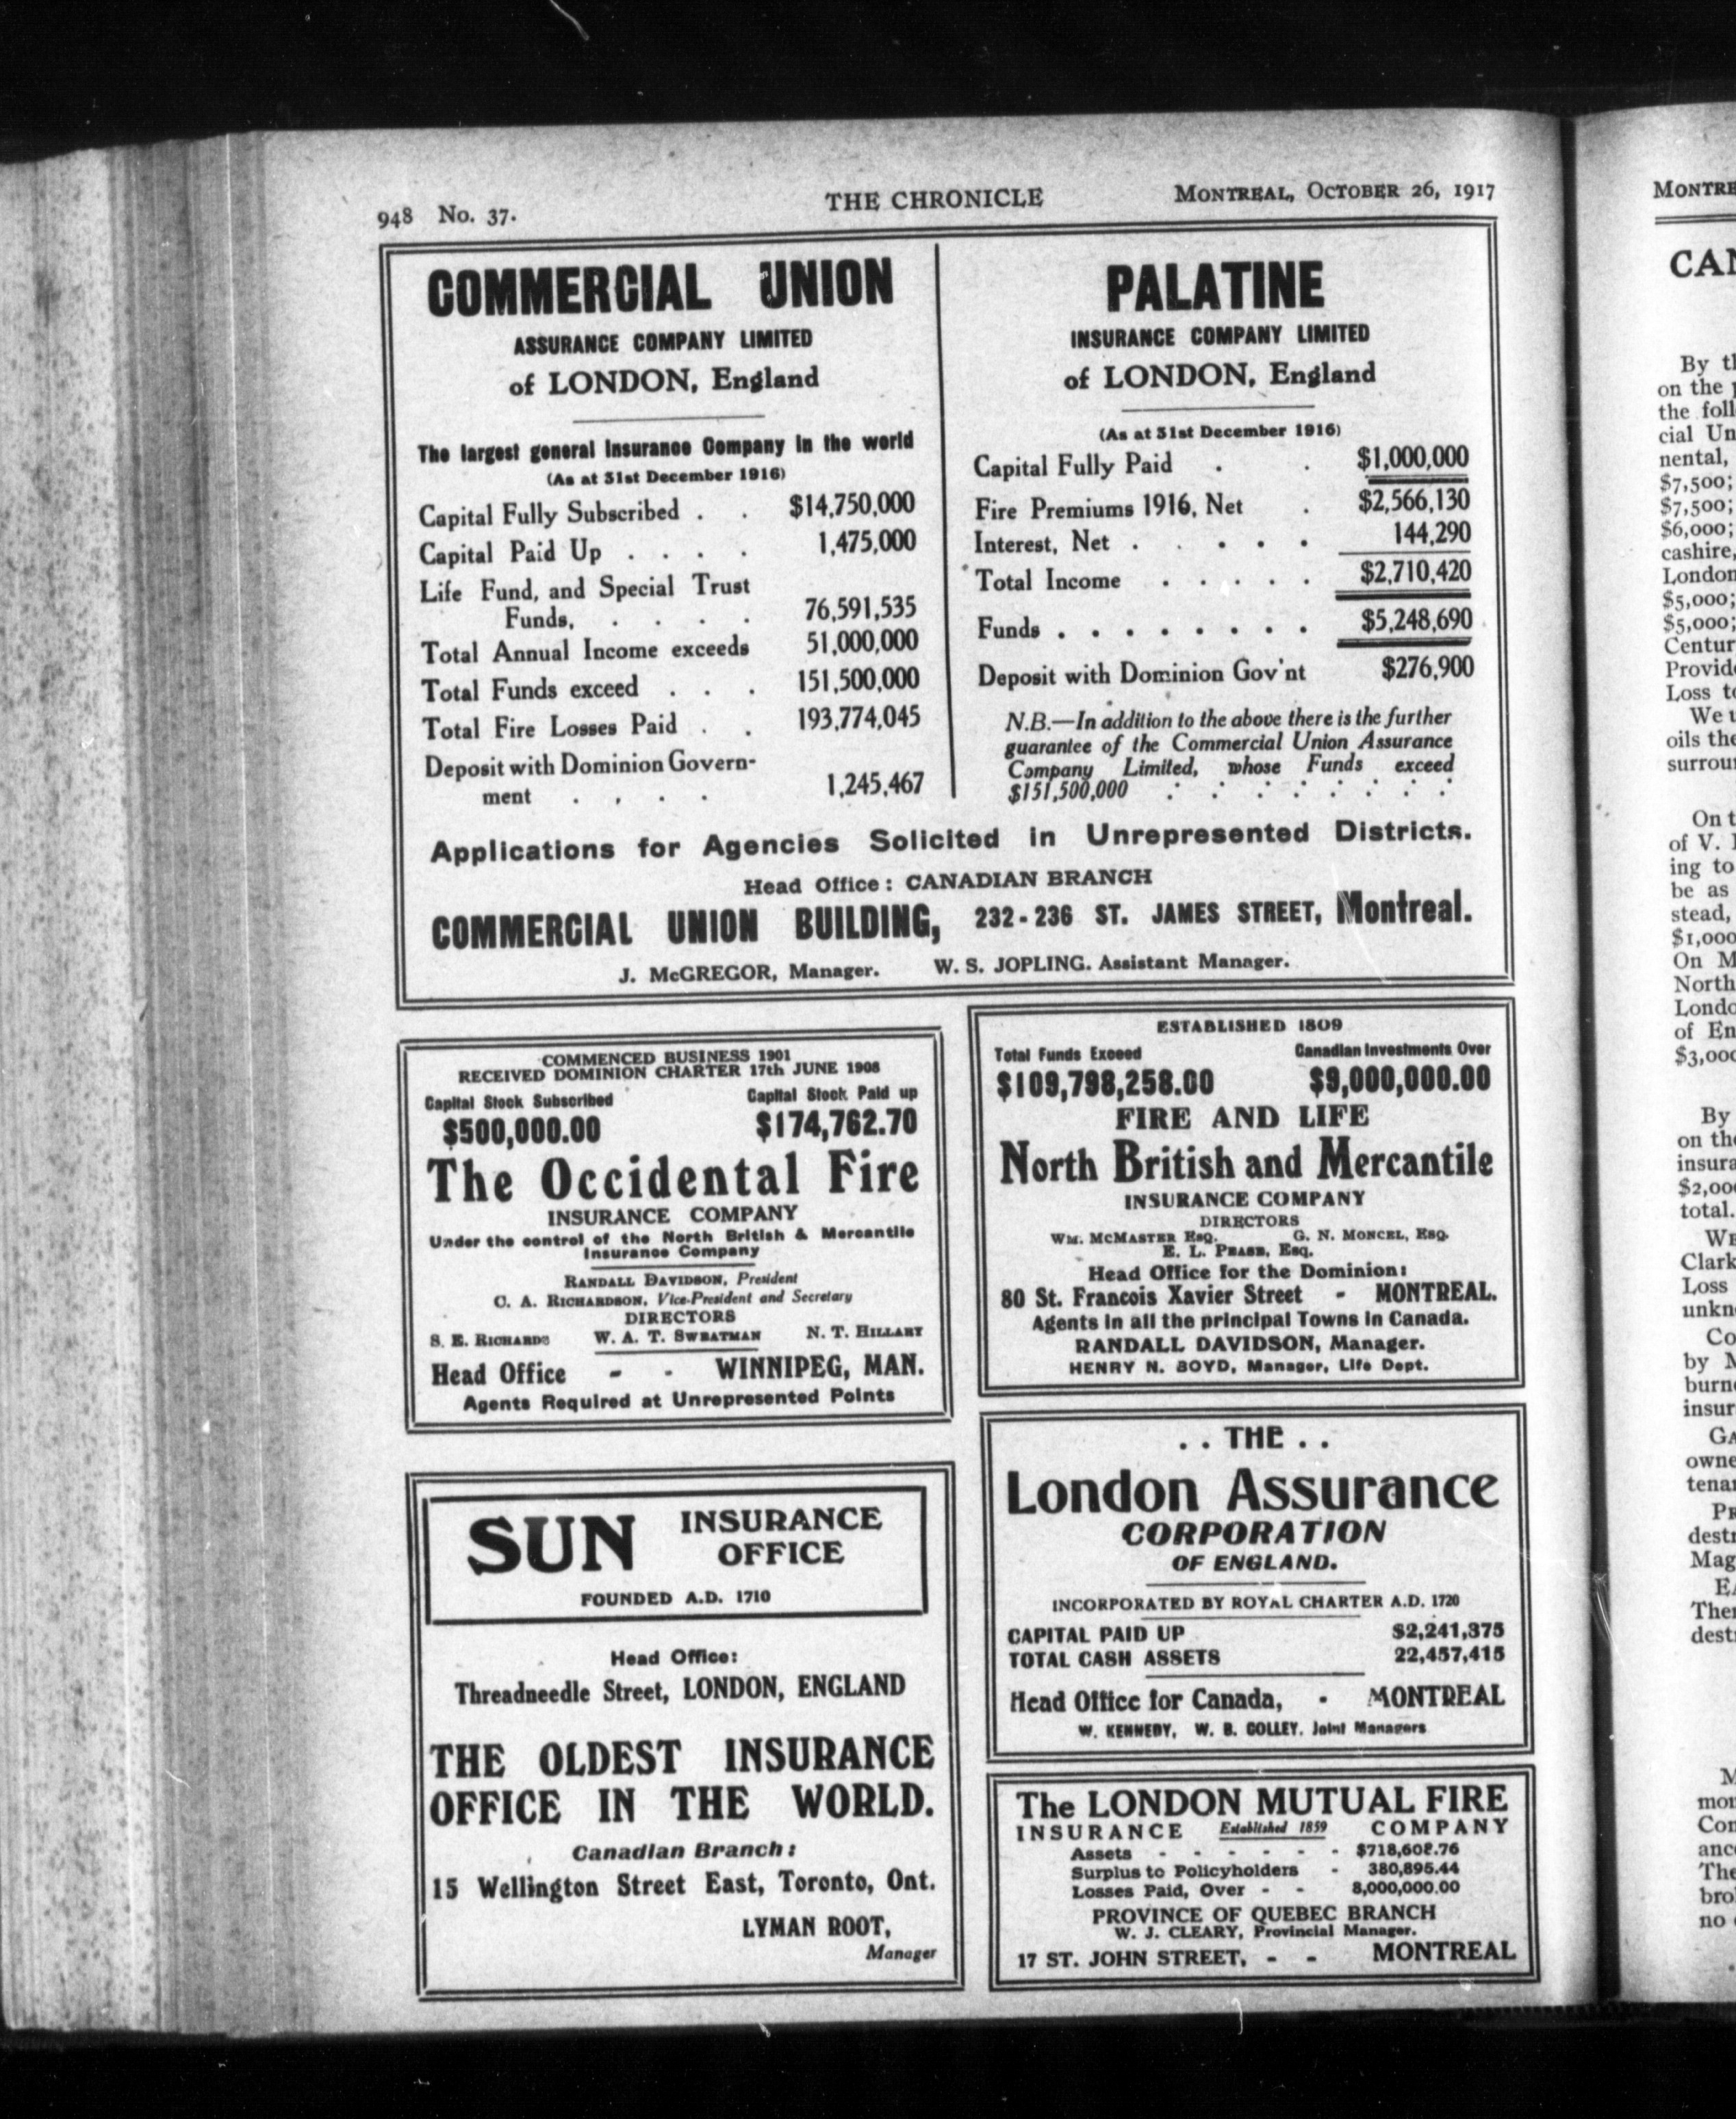 948 No. 37.
THE CHRONICLE
MONTREAL, OCTOBER 26, 1917
COMMERCIAL UNION
ASSURANCE COMPANY LIMITED
of LONDON, England
The largest general Insurance Company in the world
(As at 31st December 1916)
Capital Fully Subscribed . . $14,750,000
Capital Paid Up . . . . 1,475,000
Life Fund, and Special Trust
Funds, . . . . 76,591,535
Total Annual Income exceeds 51,000,000
Total Funds exceed . . . 151,500,000
Total Fire Losses Paid . . 193,774,045
Deposit with Dominion Govern-
ment . . . . 1,245,467
PALATINE
INSURANCE COMPANY LIMITED
of LONDON, England
(As at 31st December 1916)
Capital Fully Paid . . $1,000,000
Fire Premiums 1916, Net . $2,566,130
Interest, Net . . . . . 144,290
Total Income . . . . . $2,710,420
Funds . . . . . . . . $5,248,690
Deposit with Dominion Gov'nt $276,900
N.B.—In addition to the above there is the further
guarantee of the Commercial Union Assurance
Company Limited, whose Funds exceed
$151,500,000 . . . . . . . .
Applications for Agencies Solicited in Unrepresented Districts.
Head Office: CANADIAN BRANCH
COMMERCIAL UNION BUILDING, 232-236 ST. JAMES STREET, Montreal.
J. McGREGOR, Manager. W. S. JOPLING. Assistant Manager.
COMMENCED BUSINESS 1901
RECEIVED DOMINION CHARTER 17th JUNE 1908
Capital Stock Subscribed Capital Stock Paid up
$500,000.00 $174,762.70
The Occidental Fire
INSURANCE COMPANY
Under the control of the North British & Mercantile
Insurance Company
RANDALL DAVIDSON, President
C. A. RICHARDSON, Vice-President and Secretary
DIRECTORS
S. E. RICHARDS W. A. T. SWEATMAN N. T. HILLARY
Head Office - - WINNIPEG, MAN.
Agents Required at Unrepresented Points
ESTABLISHED 1809
Total Funds Exceed Canadian Investments Over
$109,798,258.00 $9,000,000.00
FIRE AND LIFE
North British and Mercantile
INSURANCE COMPANY
DIRECTORS
WM. MCMASTER ESQ. G. N. MONCEL, ESQ.
E. L. PEASE, Esq.
Head Office for the Dominion:
80 St. Francois Xavier Street - MONTREAL.
Agents in all the principal Towns in Canada.
RANDALL DAVIDSON, Manager.
HENRY N. BOYD, Manager, Life Dept.
SUN INSURANCE
OFFICE
FOUNDED A.D. 1710
Head Office:
Threadneedle Street, LONDON, ENGLAND
THE OLDEST INSURANCE
OFFICE IN THE WORLD.
Canadian Branch:
15 Wellington Street East, Toronto, Ont.
LYMAN ROOT,
Manager
. . THE . .
London Assurance
CORPORATION
OF ENGLAND.
INCORPORATED BY ROYAL CHARTER A.D. 1720
CAPITAL PAID UP $2,241,375
TOTAL CASH ASSETS 22,457,415
Head Office for Canada, - MONTREAL
W. KENNEDY, W. B. COLLEY, Joint Managers
The LONDON MUTUAL FIRE
INSURANCE Established 1859 COMPANY
Assets - - - - - - $718,608.76
Surplus to Policyholders - 380,895.44
Losses Paid, Over - - 8,000,000.00
PROVINCE OF QUEBEC BRANCH
W. J. CLEARY, Provincial Manager.
17 ST. JOHN STREET, - - MONTREAL